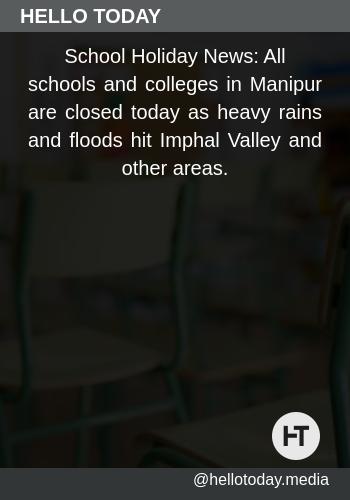 HELLO TODAY
School Holiday News: All
schools and colleges in Manipur
are closed today as heavy rains
and floods hit Imphal Valley and
other areas.
HT
@hellotoday.media